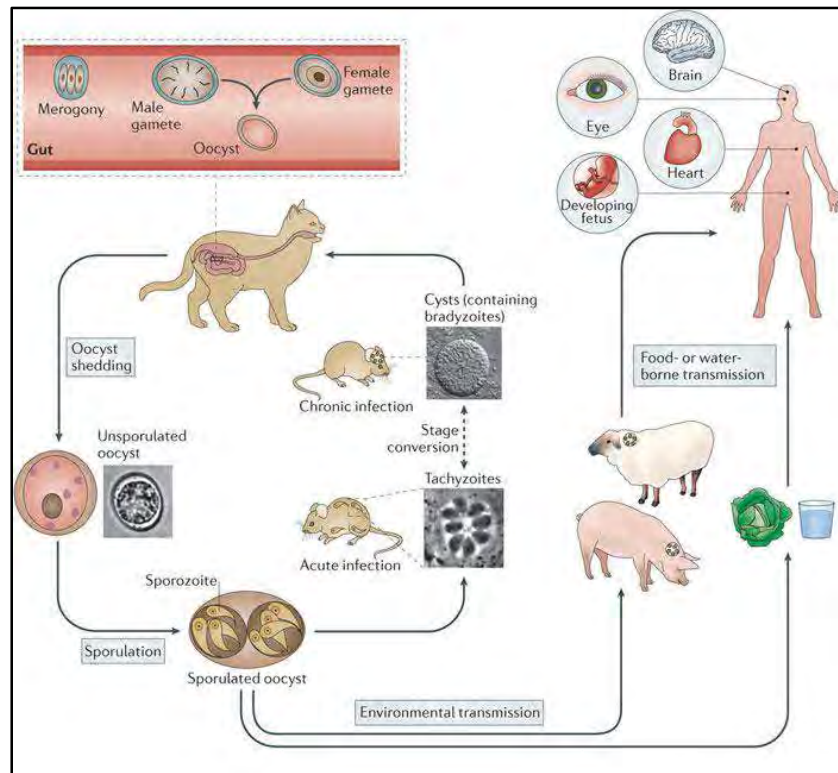 Merogony
Male
gamete
Female
gamete
Oocyst
Gut
Brain
Eye
Heart
Developing
fetus
Cysts (containing
bradyzoites)
Oocyst
shedding
Chronic infection
Food- or water-
borne transmission
Stage
conversion
Unsporulated
oocyst
Tachyzoites
Acute infection
Sporozoite
Sporulation
Sporulated oocyst
Environmental transmission